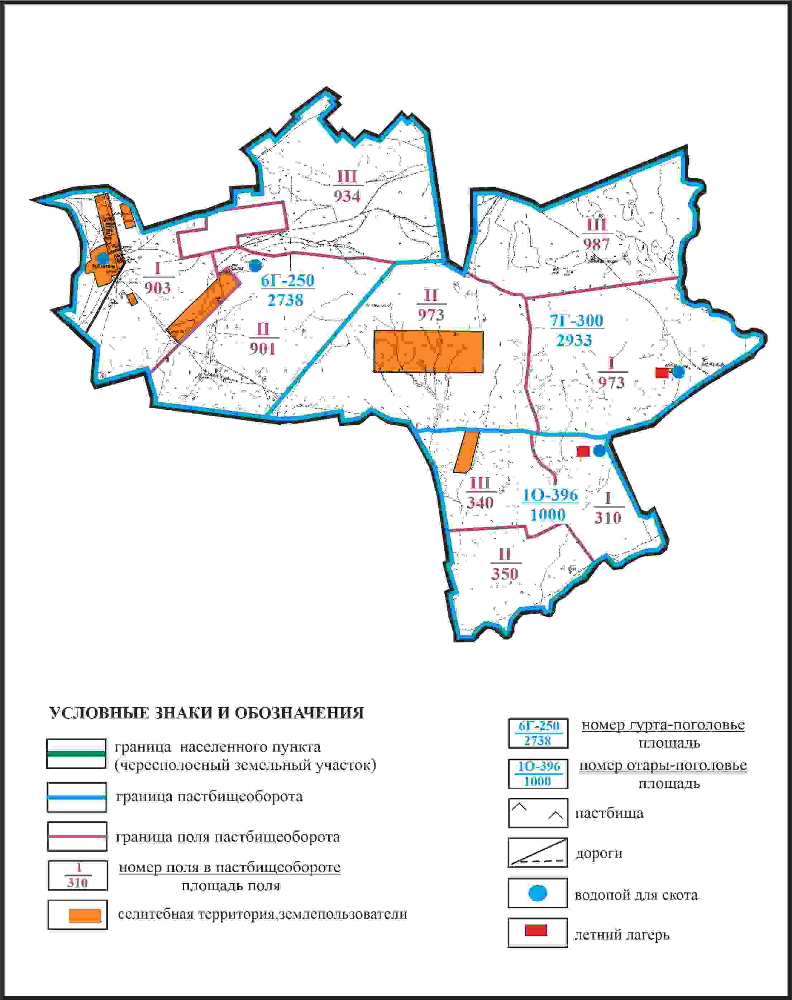 III
934
III
987
I
903
6Г-250
2738
II
973
7Г-300
2933
II
901
I
973
III
340
1О-396
1000
I
310
II
350
УСЛОВНЫЕ ЗНАКИ И ОБОЗНАЧЕНИЯ
граница населенного пункта
(чересполосный земельный участок)
граница пастбищеоборота
граница поля пастбищеоборота
I
310
номер поля в пастбищеобороте
площадь поля
селитебная территория,землепользователи
6Г-250
2738
номер гурта-поголовье
площадь
1О-396
1000
номер отары-поголовье
площадь
пастбища
дороги
водопой для скота
летний лагерь